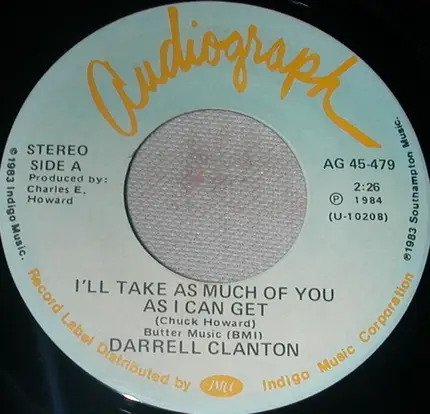 Audiograph
STEREO
SIDE A
Produced by:
Charles E.
Howard
℗ 1983 Indigo Music.
AG 45-479
2:26
℗ 1984
(U-10208)
℗1983 Southampton Music.
I'LL TAKE AS MUCH OF YOU
AS I CAN GET
(Chuck Howard)
Butter Music (BMI)
DARRELL CLANTON
Record Label Distributed by IMC Indigo Music Corporation